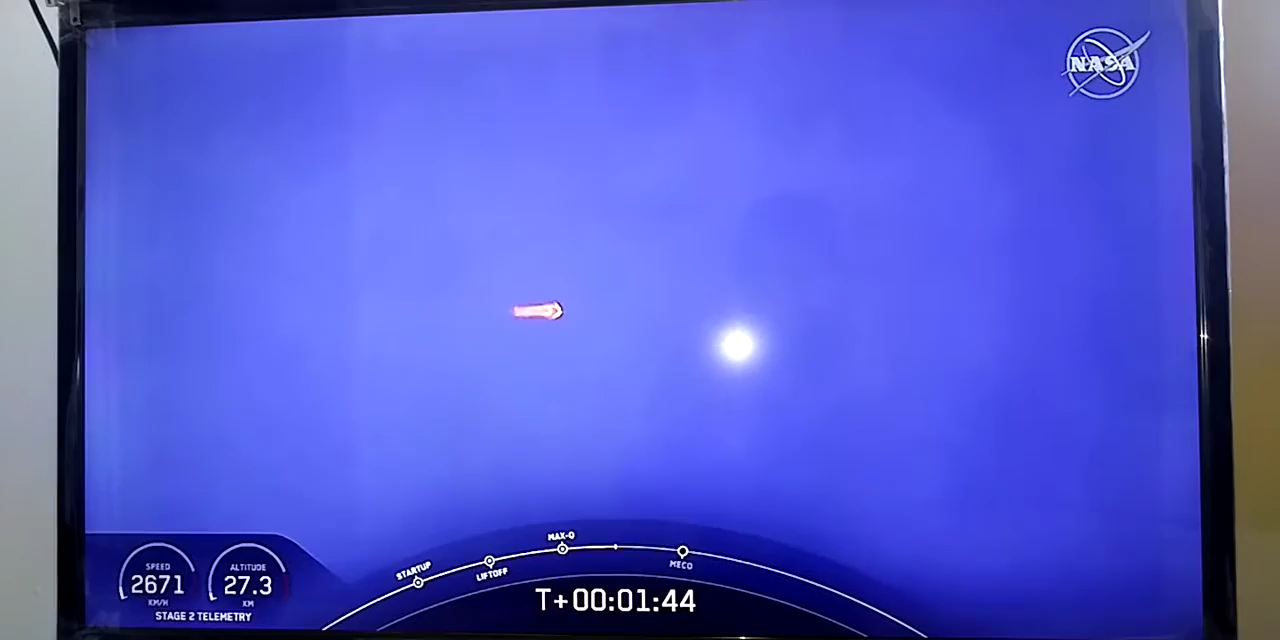 NASA
SPEED
2671
KM/H
ALTITUDE
27.3
KM
STAGE 2 TELEMETRY
STARTUP
LIFTOFF
MAX-Q
MECO
T+00:01:44